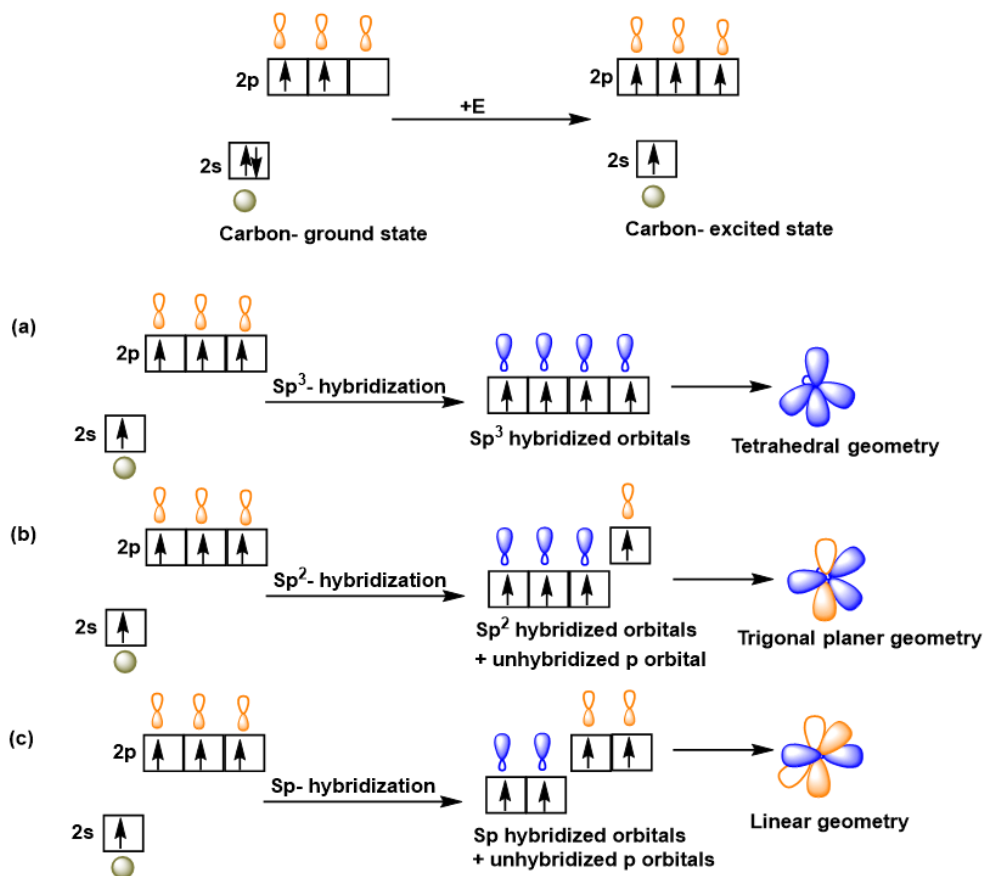 2p
+E
2p
2s
2s
Carbon- ground state
Carbon- excited state
(a)
2p
Sp³- hybridization
2s
Sp³ hybridized orbitals
Tetrahedral geometry
(b)
2p
Sp²- hybridization
2s
Sp² hybridized orbitals
+ unhybridized p orbital
Trigonal planer geometry
(c)
2p
Sp- hybridization
2s
Sp hybridized orbitals
+ unhybridized p orbitals
Linear geometry